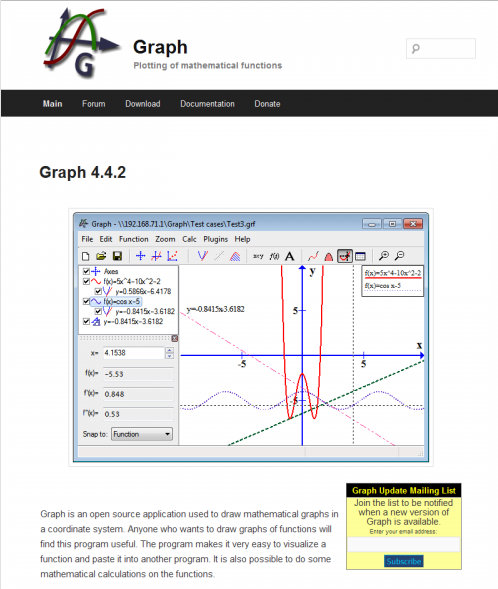 G
Graph
Plotting of mathematical functions
Main Forum Download Documentation Donate
Graph 4.4.2
Graph - \\192.168.71.1\Graph\Test cases\Test3.grf
File Edit Function Zoom Calc Plugins Help
x=y f(x) A
Axes
f(x)=5x^4-10x^2-2
y=0.5866x-6.4178
f(x)=cos x-5
y=-0.8415x-3.6182
y=-0.8415x-3.6182
x= 4.1538
f(x)= -5.53
f'(x)= 0.848
f''(x)= 0.53
Snap to: Function
y
f(x)=5x^4-10x^2-2
f(x)=cos x-5
y=-0.8415x-3.6182
5
x
-5
5
-5
Graph is an open source application used to draw mathematical graphs in
a coordinate system. Anyone who wants to draw graphs of functions will
find this program useful. The program makes it very easy to visualize a
function and paste it into another program. It is also possible to do some
mathematical calculations on the functions.
Graph Update Mailing List
Join the list to be notified
when a new version of
Graph is available.
Enter your email address:
Subscribe